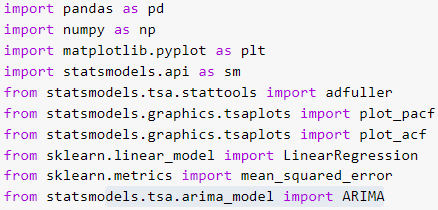 import pandas as pd
import numpy as np
import matplotlib.pyplot as plt
import statsmodels.api as sm
from statsmodels.tsa.stattools import adfuller
from statsmodels.graphics.tsaplots import plot_pacf
from statsmodels.graphics.tsaplots import plot_acf
from sklearn.linear_model import LinearRegression
from sklearn.metrics import mean_squared_error
from statsmodels.tsa.arima_model import ARIMA